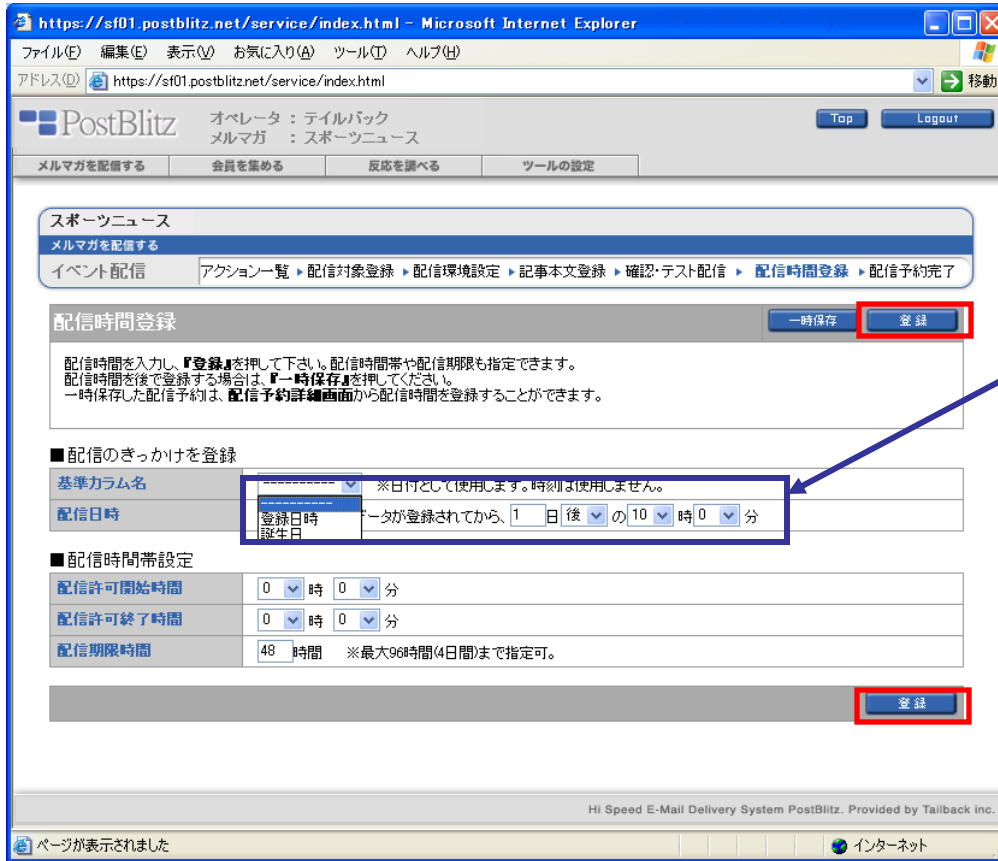 https://sf01.postblitz.net/service/index.html - Microsoft Internet Explorer
ファイル(F) 編集(E) 表示(V) お気に入り(A) ツール(T) ヘルプ(H)
アドレス(D) https://sf01.postblitz.net/service/index.html 移動
PostBlitz オペレータ : テイルバック Top Logout
メルマガ : スポーツニュース
メルマガを配信する 会員を集める 反応を調べる ツールの設定
スポーツニュース
メルマガを配信する
イベント配信 アクション一覧 ▶ 配信対象登録 ▶ 配信環境設定 ▶ 記事本文登録 ▶ 確認・テスト配信 ▶ 配信時間登録 ▶ 配信予約完了
配信時間登録 一時保存 登録
配信時間を入力し、『登録』を押して下さい。配信時間帯や配信期限も指定できます。
配信時間を後で登録する場合は、『一時保存』を押してください。
一時保存した配信予約は、配信予約詳細画面から配信時間を登録することができます。
■配信のきっかけを登録
基準カラム名 ---------- ※日付として使用します。時刻は使用しません。
----------
配信日時 登録日時 ータが登録されてから、 1 日 後 の 10 時 0 分
誕生日
■配信時間帯設定
配信許可開始時間 0 時 0 分
配信許可終了時間 0 時 0 分
配信期限時間 48 時間 ※最大96時間(4日間)まで指定可。
登録
Hi Speed E-Mail Delivery System PostBlitz. Provided by Tailback inc.
ページが表示されました インターネット